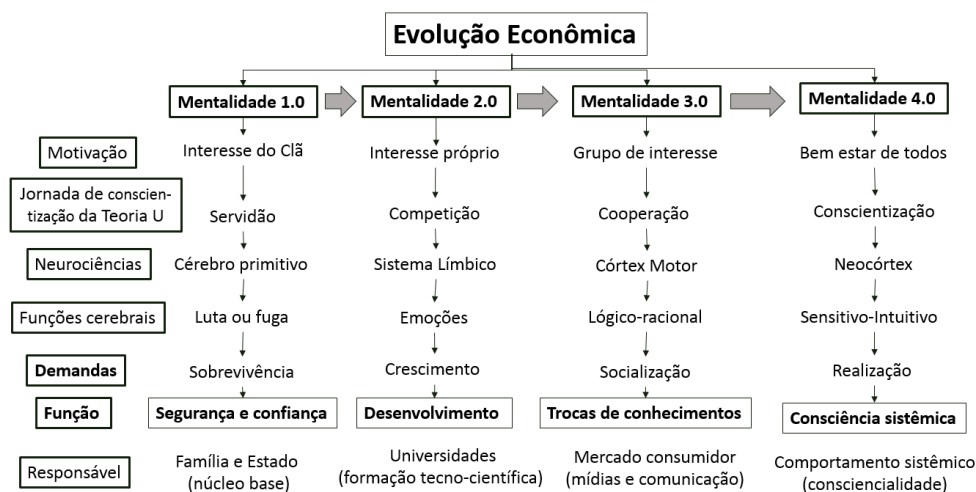 Evolução Econômica
Mentalidade 1.0
Mentalidade 2.0
Mentalidade 3.0
Mentalidade 4.0
Motivação
Interesse do Clã
Interesse próprio
Grupo de interesse
Bem estar de todos
Jornada de conscien-
tização da Teoria U
Servidão
Competição
Cooperação
Conscientização
Neurociências
Cérebro primitivo
Sistema Límbico
Córtex Motor
Neocórtex
Funções cerebrais
Luta ou fuga
Emoções
Lógico-racional
Sensitivo-Intuitivo
Demandas
Sobrevivência
Crescimento
Socialização
Realização
Função
Segurança e confiança
Desenvolvimento
Trocas de conhecimentos
Consciência sistêmica
Responsável
Família e Estado
(núcleo base)
Universidades
(formação tecno-científica)
Mercado consumidor
(mídias e comunicação)
Comportamento sistêmico
(consciencialidade)